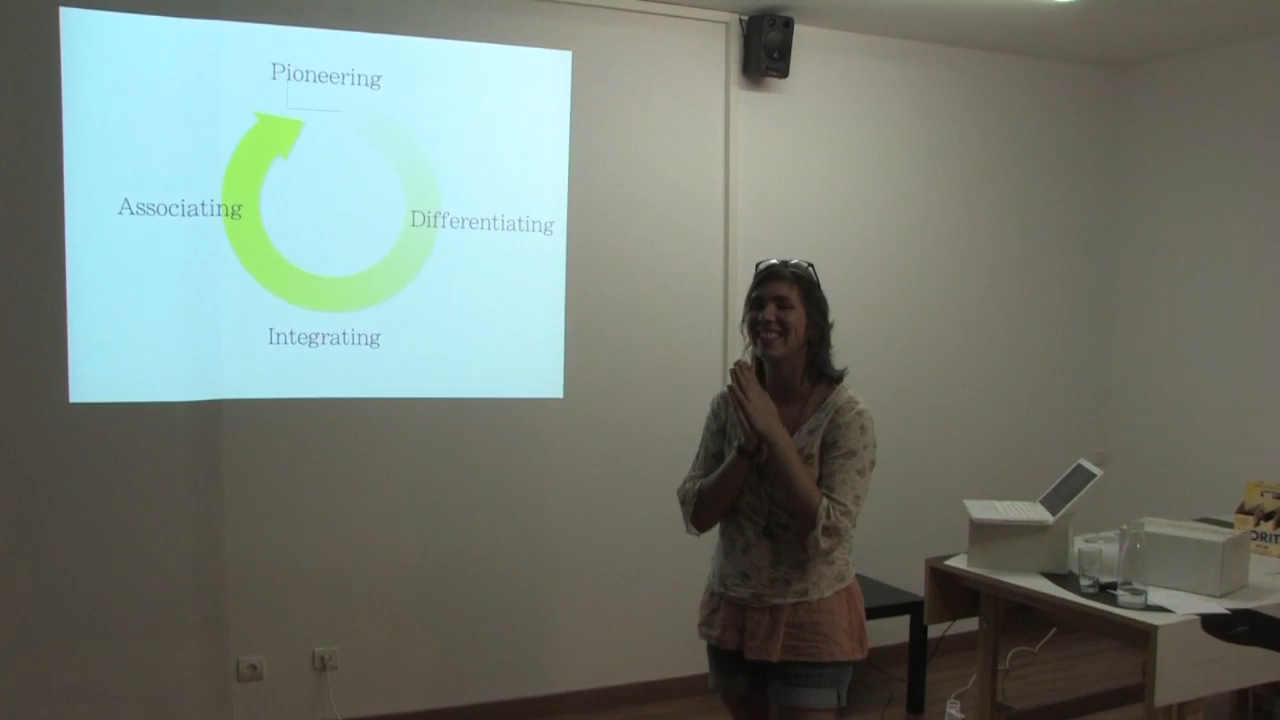 Pioneering
Associating
Differentiating
Integrating